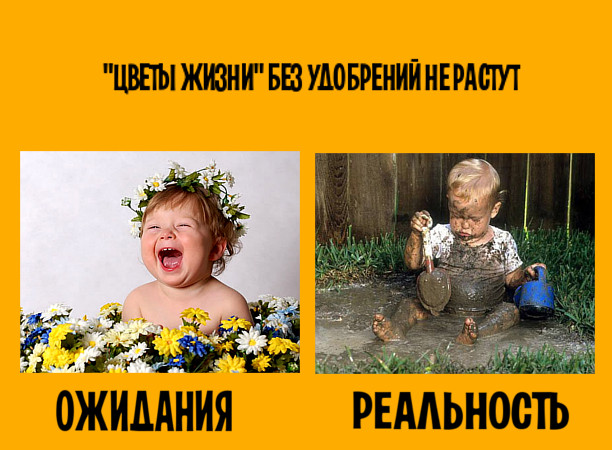 "ЦВЕТЫ ЖИЗНИ" БЕЗ УДОБРЕНИЙ НЕ РАСТУТ
ОЖИДАНИЯ
РЕАЛЬНОСТЬ